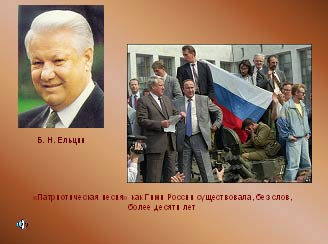 Б. Н. Ельцин
«Патриотическая песня» как Гимн России существовала, без слов,
более десяти лет